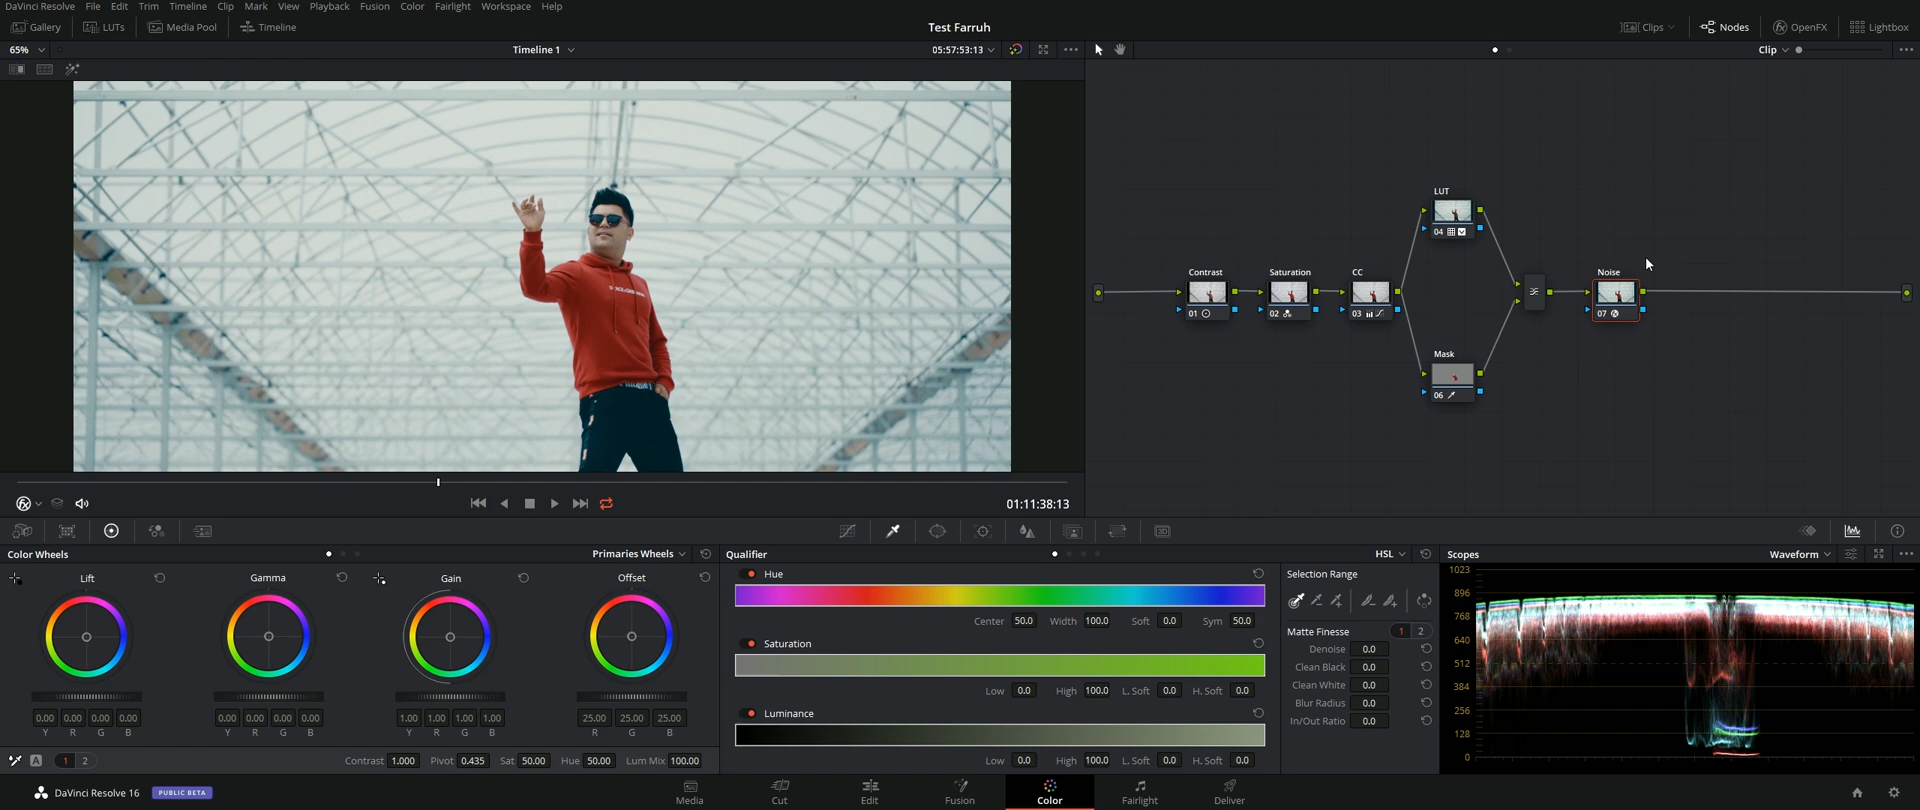 DaVinci Resolve File Edit Trim Timeline Clip Mark View Playback Fusion Color Fairlight Workspace Help
Gallery LUTs Media Pool Timeline Test Farruh Clips Nodes OpenFX Lightbox
65% Timeline 1 05:57:53:13 Clip
LUT
04
Contrast Saturation CC Noise
01 02 03 07
Mask
06
01:11:38:13
Color Wheels Primaries Wheels Qualifier HSL Scopes Waveform
Lift Gamma Gain Offset
0.00 0.00 0.00 0.00 0.00 0.00 0.00 0.00 1.00 1.00 1.00 1.00 25.00 25.00 25.00
Y R G B Y R G B Y R G B R G B
1 2 Contrast 1.000 Pivot 0.435 Sat 50.00 Hue 50.00 Lum Mix 100.00
Hue
Center 50.0 Width 100.0 Soft 0.0 Sym 50.0
Saturation
Low 0.0 High 100.0 L. Soft 0.0 H. Soft 0.0
Luminance
Low 0.0 High 100.0 L. Soft 0.0 H. Soft 0.0
Selection Range
Matte Finesse 1 2
Denoise 0.0
Clean Black 0.0
Clean White 0.0
Blur Radius 0.0
In/Out Ratio 0.0
1023
896
768
640
512
384
256
128
0
DaVinci Resolve 16 PUBLIC BETA Media Cut Edit Fusion Color Fairlight Deliver